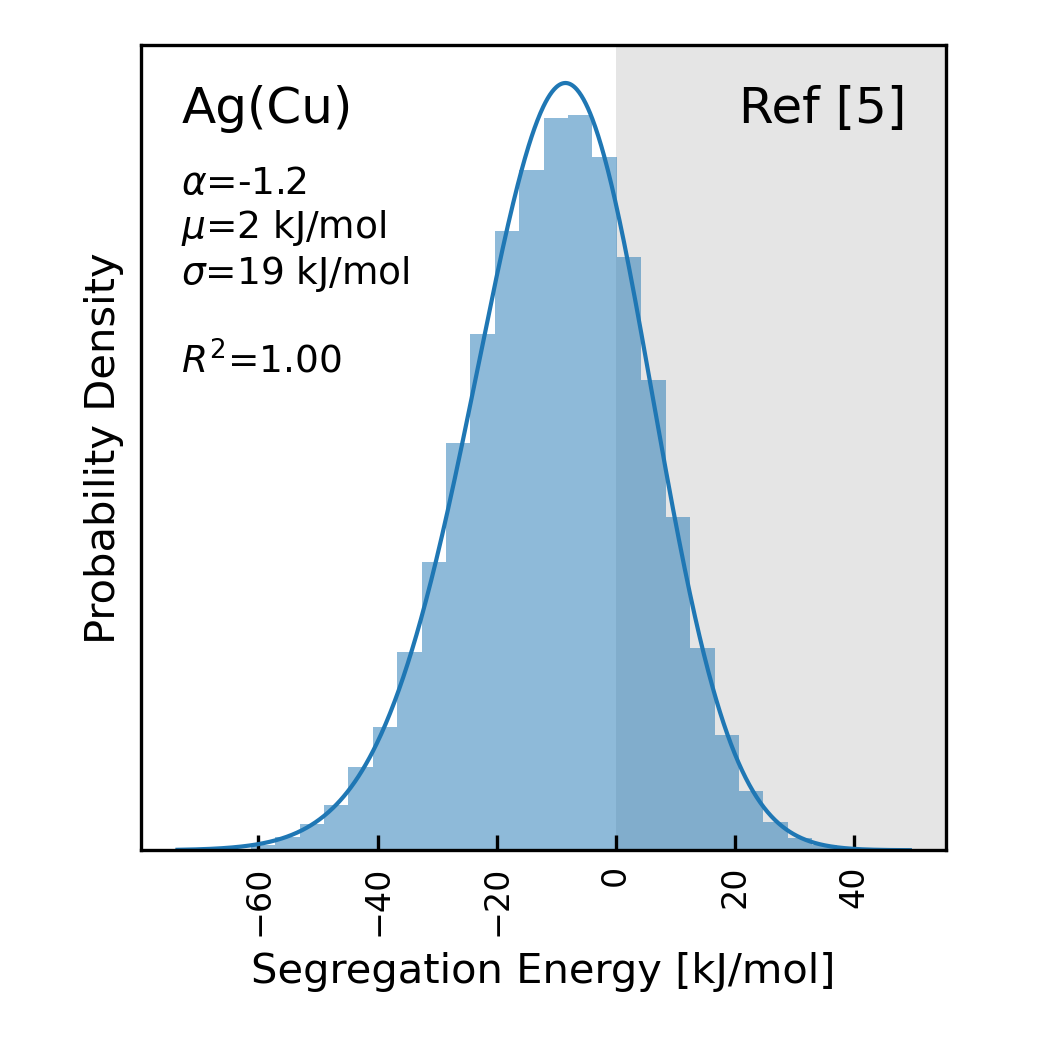 Ag(Cu)
Ref [5]
α=-1.2
μ=2 kJ/mol
σ=19 kJ/mol
R²=1.00
Probability Density
−60 −40 −20 0 20 40
Segregation Energy [kJ/mol]